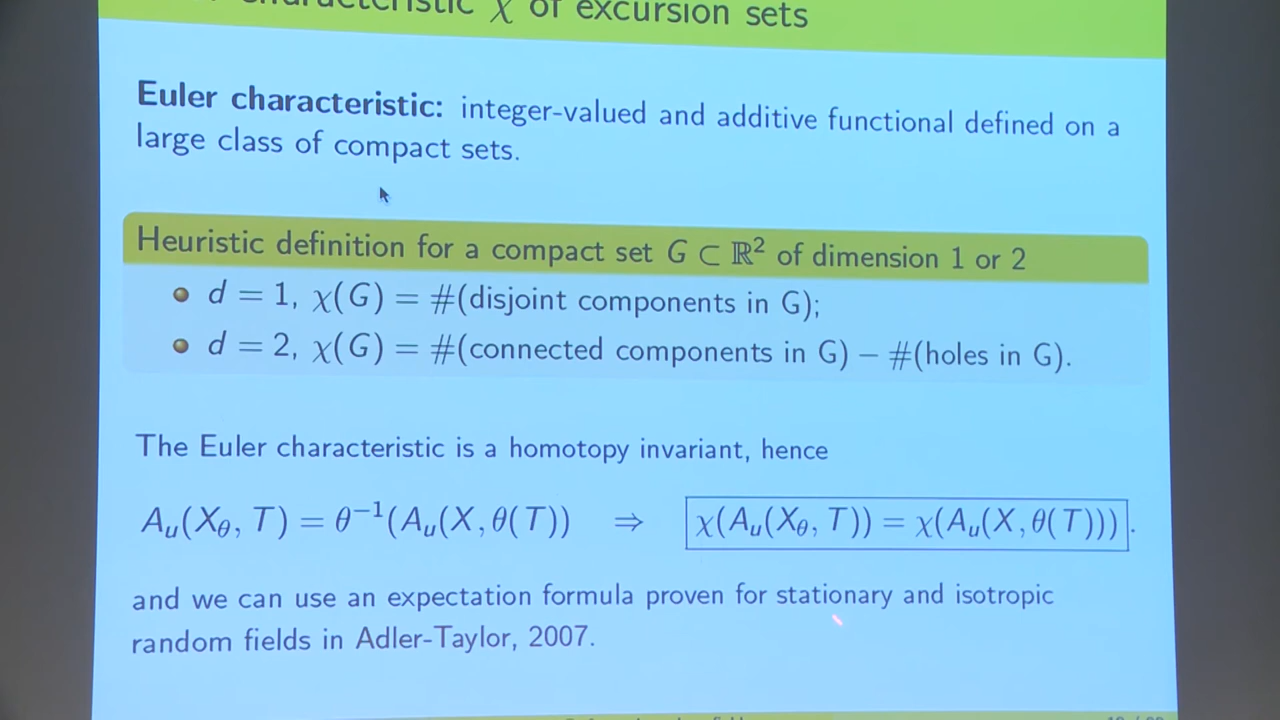 χ of excursion sets
Euler characteristic: integer-valued and additive functional defined on a
large class of compact sets.
Heuristic definition for a compact set G ⊂ ℝ² of dimension 1 or 2
d = 1, χ(G) = #(disjoint components in G);
d = 2, χ(G) = #(connected components in G) − #(holes in G).
The Euler characteristic is a homotopy invariant, hence
A_u(X_θ, T) = θ⁻¹(A_u(X, θ(T)) ⇒ χ(A_u(X_θ, T)) = χ(A_u(X, θ(T))).
and we can use an expectation formula proven for stationary and isotropic
random fields in Adler-Taylor, 2007.